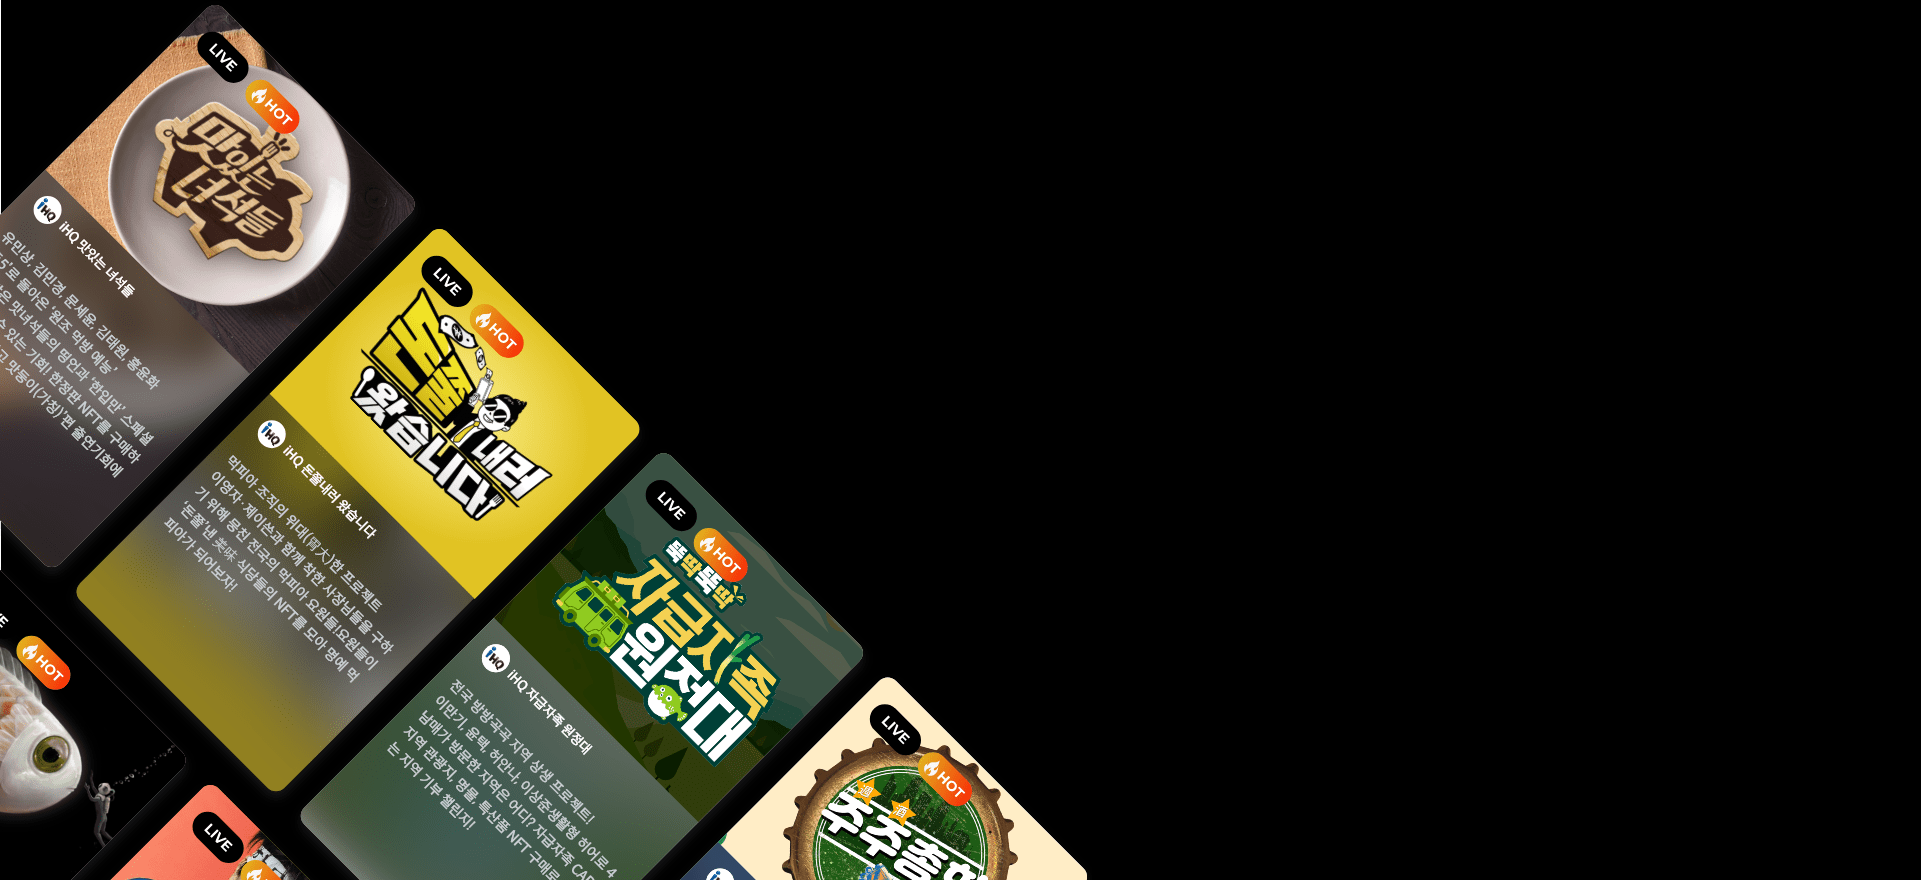 LIVE
HOT
맛있는
녀석들
iHQ
iHQ 맛있는 녀석들
유민상, 김민경, 문세윤, 김태원, 홍윤화
5'로 돌아온 '원조 먹방 예능'
맛녀석들의 명언과 '한입만' 스페셜
있는 기회! 한정판 NFT를 구매하
맛둥이(가칭)'편 출연기회에
LIVE
HOT
돈쭐
내러
왔습니다
iHQ
iHQ 돈쭐내러 왔습니다
먹피아 조직의 위대(胃大)한 프로젝트
이영자·제이쓴과 함께 착한 사장님들을 구하
기 위해 뭉친 전국의 먹피아 요원들!요원들이
'돈쭐'낸 美味 식당들의 NFT를 모아 명예 먹
피아가 되어보자!
LIVE
HOT
뚝딱뚝딱
자급자족
원정대
iHQ
iHQ 자급자족 원정대
전국 방방곡곡 지역 상생 프로젝트!
이만기, 윤택, 허안나, 이상준생활형 히어로 4
남매가 방문한 지역은 어디? 자급자족 CAR
지역 관광지, 명물, 특산품 NFT 구매로
는 지역 기부 챌린지!
LIVE
HOT
주주총
iHQ
HOT
LIVE